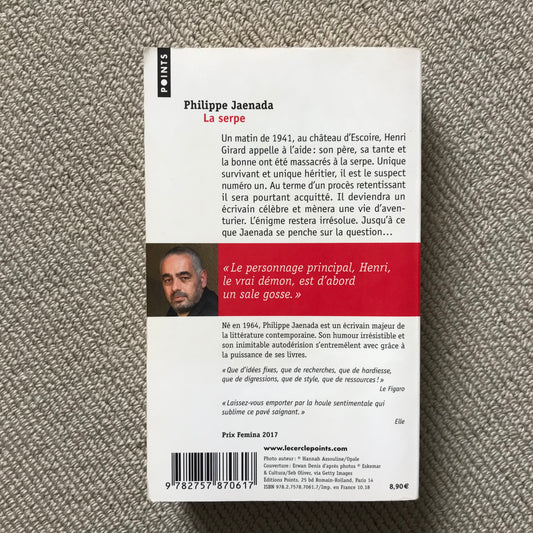 POINTS
Philippe Jaenada
La serpe
Un matin de 1941, au château d'Escoire, Henri
Girard appelle à l'aide : son père, sa tante et
la bonne ont été massacrés à la serpe. Unique
survivant et unique héritier, il est le suspect
numéro un. Au terme d'un procès retentissant
il sera pourtant acquitté. Il deviendra un
écrivain célèbre et mènera une vie d'aven-
turier. L'énigme restera irrésolue. Jusqu'à ce
que Jaenada se penche sur la question...
« Le personnage principal, Henri,
le vrai démon, est d'abord
un sale gosse. »
Né en 1964, Philippe Jaenada est un écrivain majeur de
la littérature contemporaine. Son humour irrésistible et
son inimitable autodérision s'entremêlent avec grâce à
la puissance de ses livres.
« Que d'idées fixes, que de recherches, que de hardiesse,
que de digressions, que de style, que de ressources ! »
Le Figaro
« Laissez-vous emporter par la houle sentimentale qui
sublime ce pavé saignant. »
Elle
Prix Femina 2017
www.lecerclepoints.com
Photo auteur : © Hannah Assouline/Opale
Couverture : Erwan Denis d'après photos © Eskemar
& Cultura/Seb Oliver, via Getty Images
Éditions Points, 25 bd Romain-Rolland, Paris 14
ISBN 978.2.7578.7061.7/Imp. en France 10.18
8,90 €
9 782757 870617